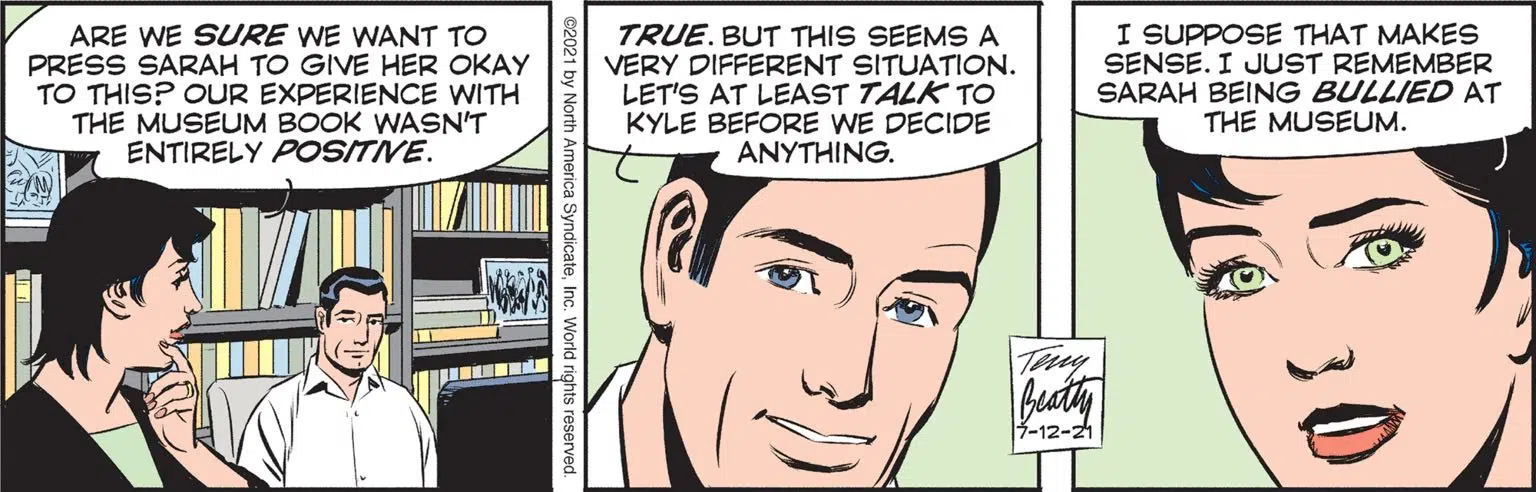 ARE WE SURE WE WANT TO
PRESS SARAH TO GIVE HER OKAY
TO THIS? OUR EXPERIENCE WITH
THE MUSEUM BOOK WASN'T
ENTIRELY POSITIVE.
©2021 by North America Syndicate, Inc. World rights reserved.
TRUE. BUT THIS SEEMS A
VERY DIFFERENT SITUATION.
LET'S AT LEAST TALK TO
KYLE BEFORE WE DECIDE
ANYTHING.
Terry
Beatty
7-12-21
I SUPPOSE THAT MAKES
SENSE. I JUST REMEMBER
SARAH BEING BULLIED AT
THE MUSEUM.